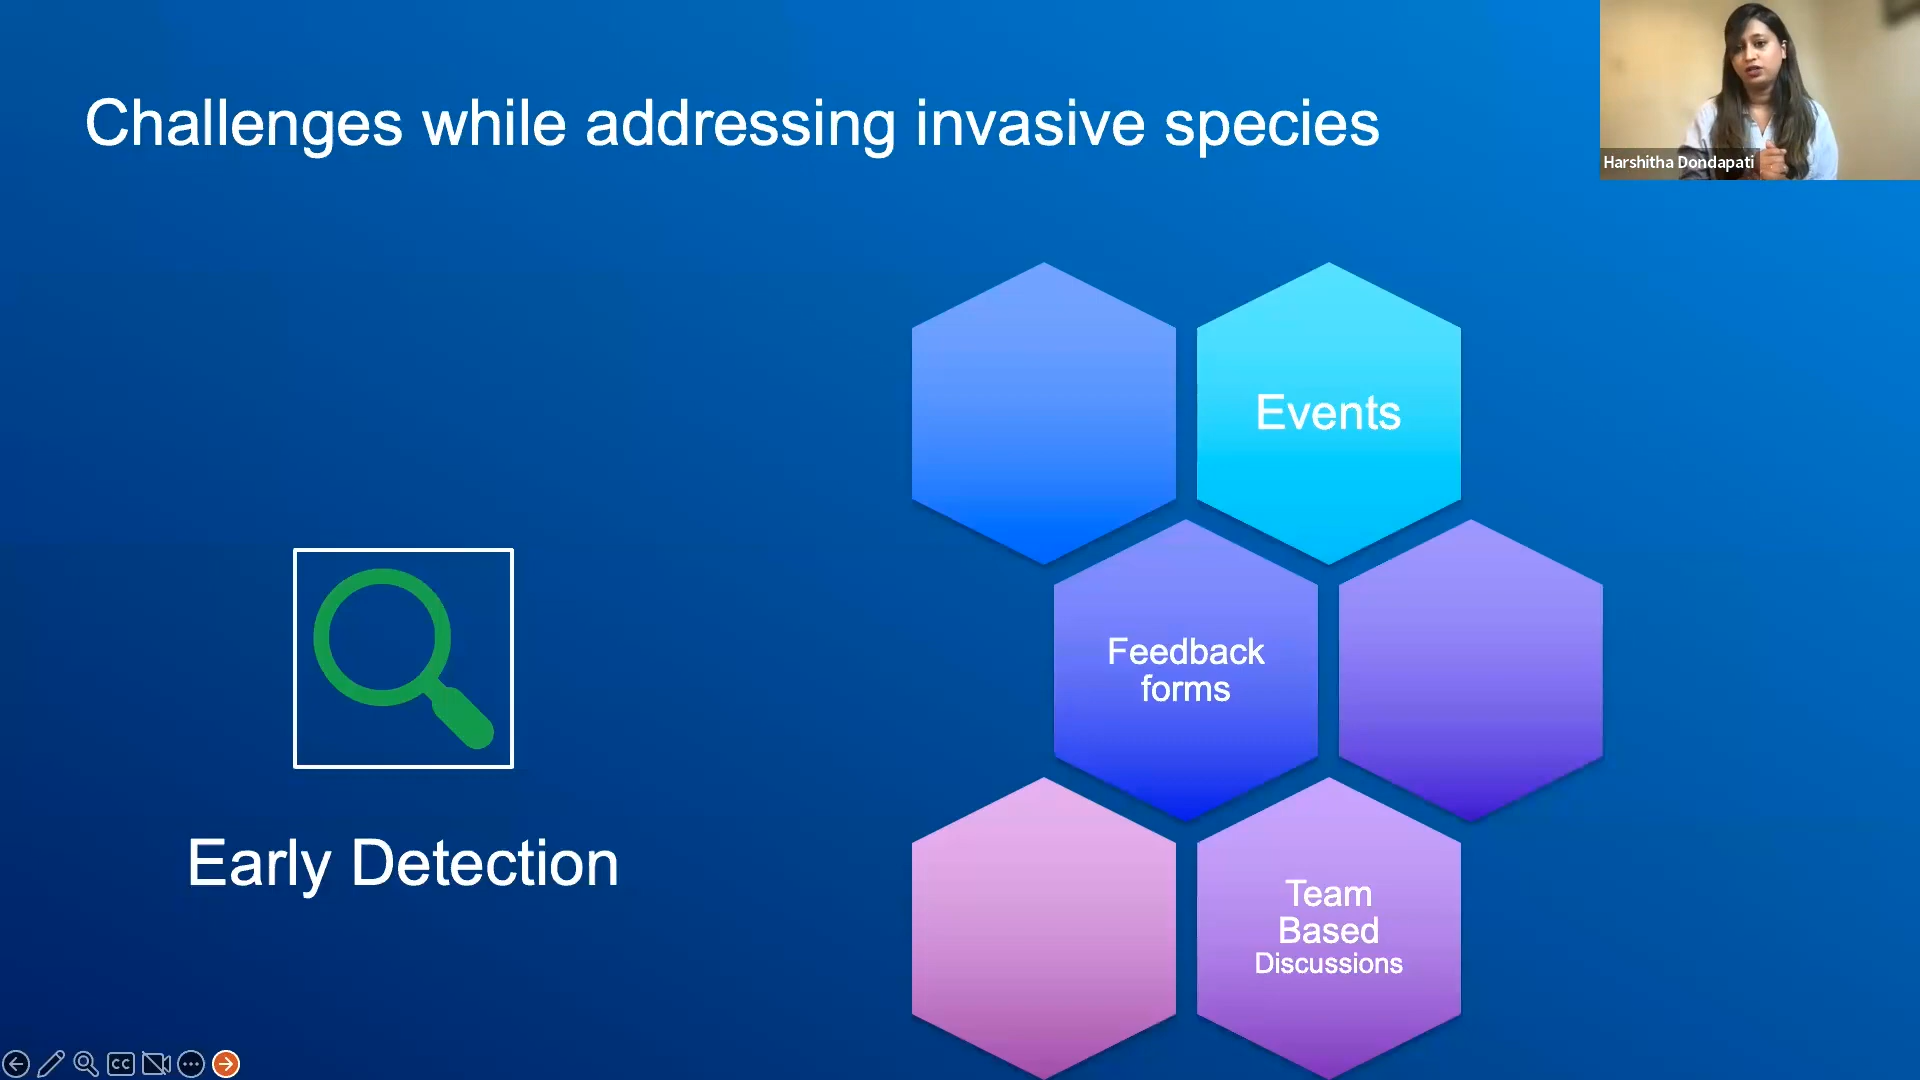 Challenges while addressing invasive species
Harshitha Dondapati
Events
Feedback
forms
Early Detection
Team
Based
Discussions
CC